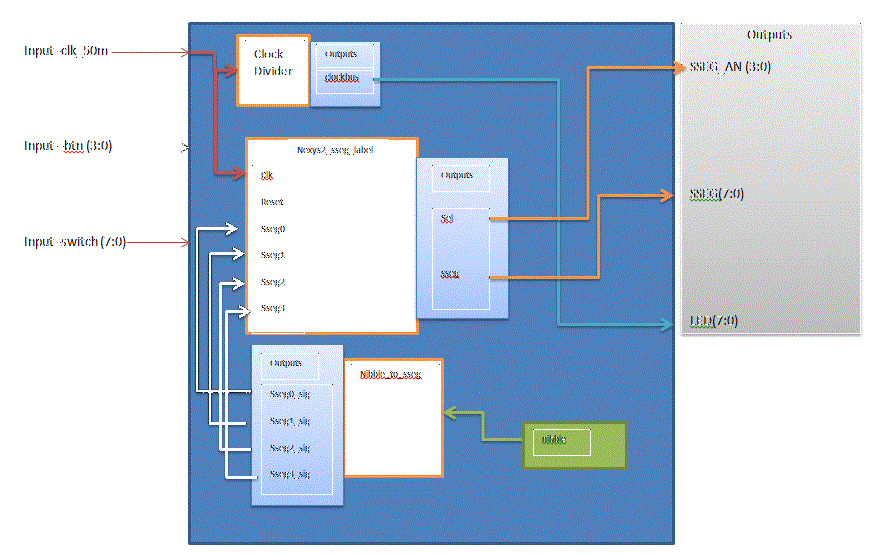 Outputs
Input -clk_50m
SSEG_AN (3:0)
Clock
Divider
Outputs
clockbus
Input -btn (3:0)
Nexys2_sseg_label
Clk
Reset
Sseg0
Sseg1
Sseg2
Sseg3
Outputs
Sel
sseg
SSEG(7:0)
Input -switch (7:0)
LED(7:0)
Outputs
Sseg0_sig
Sseg1_sig
Sseg2_sig
Sseg3_sig
Nibble_to_sseg
nibble